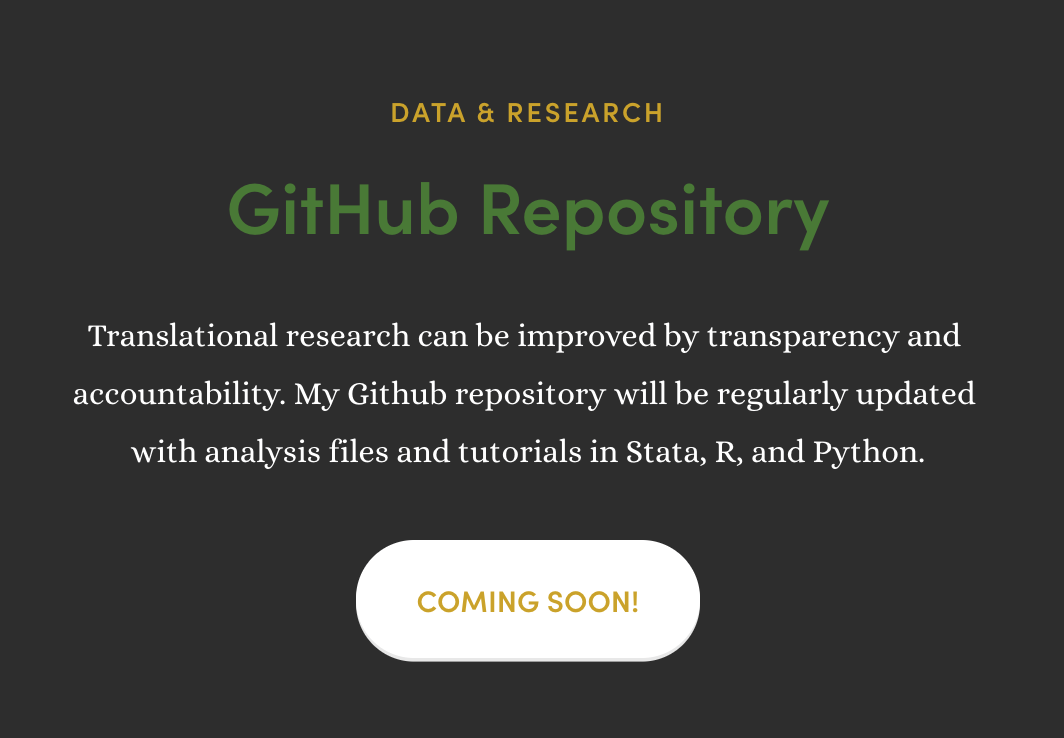 DATA & RESEARCH
GitHub Repository
Translational research can be improved by transparency and
accountability. My Github repository will be regularly updated
with analysis files and tutorials in Stata, R, and Python.
COMING SOON!